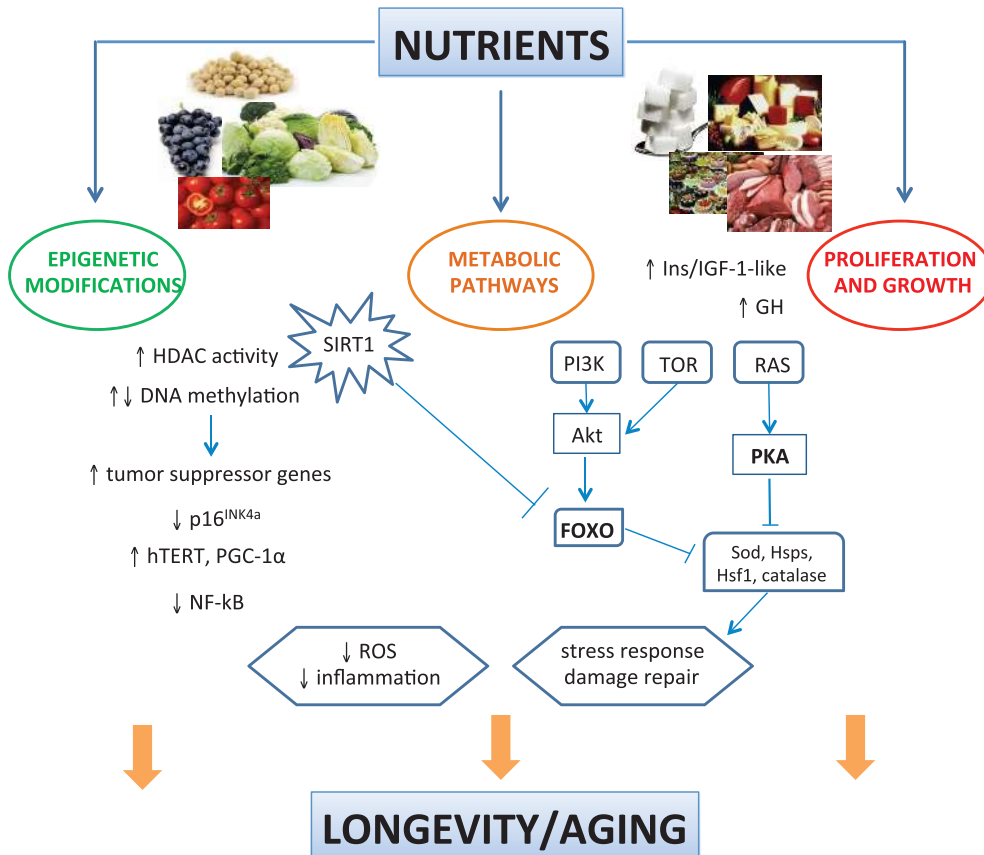 NUTRIENTS
EPIGENETIC
MODIFICATIONS
METABOLIC
PATHWAYS
PROLIFERATION
AND GROWTH
↑ Ins/IGF-1-like
↑ GH
SIRT1
↑ HDAC activity
↑↓ DNA methylation
↑ tumor suppressor genes
↓ p16^INK4a
↑ hTERT, PGC-1α
↓ NF-kB
PI3K
TOR
RAS
Akt
PKA
FOXO
Sod, Hsps,
Hsf1, catalase
↓ ROS
↓ inflammation
stress response
damage repair
LONGEVITY/AGING